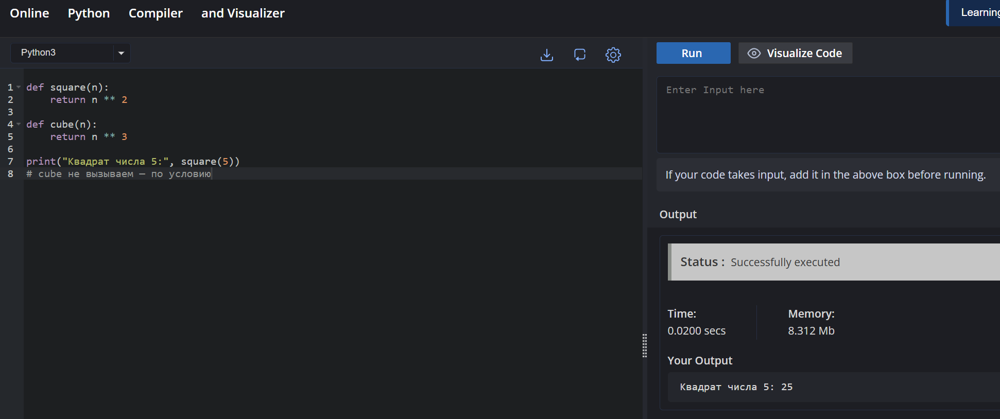 Online Python Compiler and Visualizer
Learning
Python3
Run
Visualize Code
1 def square(n):
2     return n ** 2
3
4 def cube(n):
5     return n ** 3
6
7 print("Квадрат числа 5:", square(5))
8 # cube не вызываем — по условию
Enter Input here
If your code takes input, add it in the above box before running.
Output
Status : Successfully executed
Time:
0.0200 secs
Memory:
8.312 Mb
Your Output
Квадрат числа 5: 25